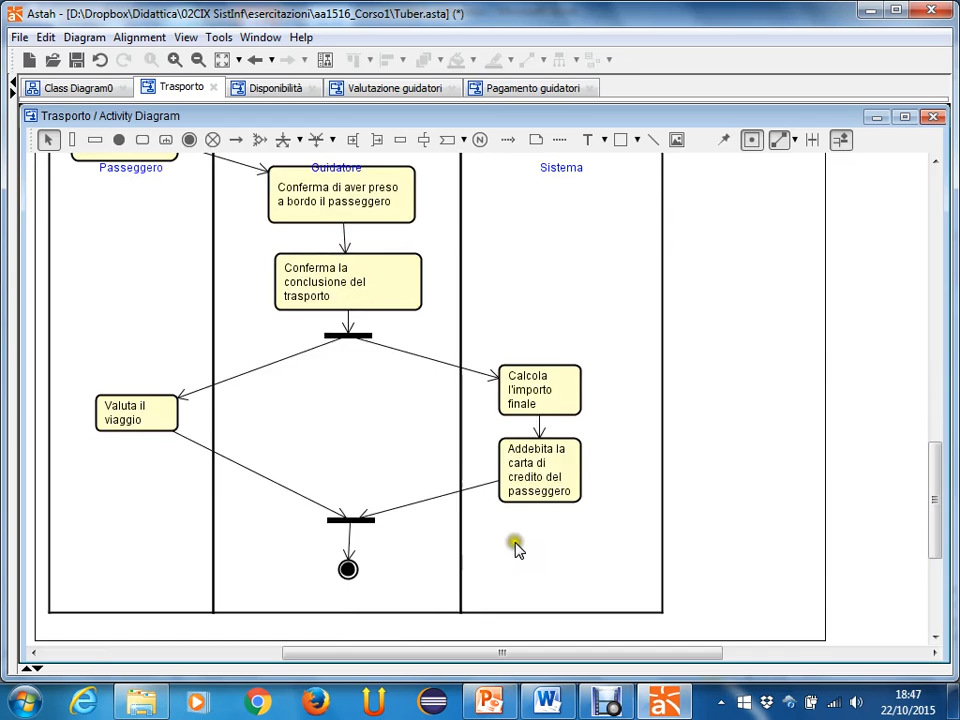 Astah - [D:\Dropbox\Didattica\02CIX SistInf\esercitazioni\aa1516_Corso1\Tuber.asta] (*)
File Edit Diagram Alignment View Tools Window Help
Class Diagram0 Trasporto Disponibilità Valutazione guidatori Pagamento guidatori
Trasporto / Activity Diagram
N T
Passeggero Guidatore Sistema
Conferma di aver preso
a bordo il passeggero
Conferma la
conclusione del
trasporto
Calcola
l'importo
finale
Valuta il
viaggio
Addebita la
carta di
credito del
passeggero
18:47
22/10/2015